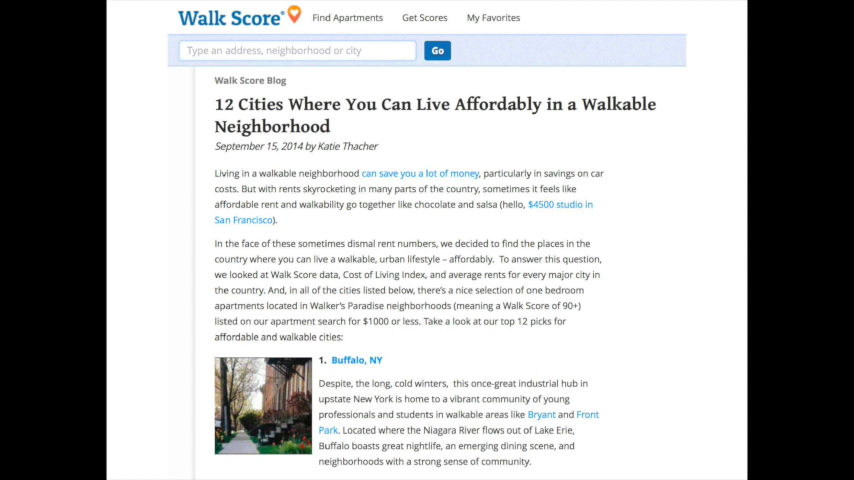 Walk Score® Find Apartments Get Scores My Favorites
Type an address, neighborhood or city Go
Walk Score Blog
12 Cities Where You Can Live Affordably in a Walkable
Neighborhood
September 15, 2014 by Katie Thacher
Living in a walkable neighborhood can save you a lot of money, particularly in savings on car
costs. But with rents skyrocketing in many parts of the country, sometimes it feels like
affordable rent and walkability go together like chocolate and salsa (hello, $4500 studio in
San Francisco).
In the face of these sometimes dismal rent numbers, we decided to find the places in the
country where you can live a walkable, urban lifestyle – affordably. To answer this question,
we looked at Walk Score data, Cost of Living Index, and average rents for every major city in
the country. And, in all of the cities listed below, there's a nice selection of one bedroom
apartments located in Walker's Paradise neighborhoods (meaning a Walk Score of 90+)
listed on our apartment search for $1000 or less. Take a look at our top 12 picks for
affordable and walkable cities:
1. Buffalo, NY
Despite, the long, cold winters, this once-great industrial hub in
upstate New York is home to a vibrant community of young
professionals and students in walkable areas like Bryant and Front
Park. Located where the Niagara River flows out of Lake Erie,
Buffalo boasts great nightlife, an emerging dining scene, and
neighborhoods with a strong sense of community.